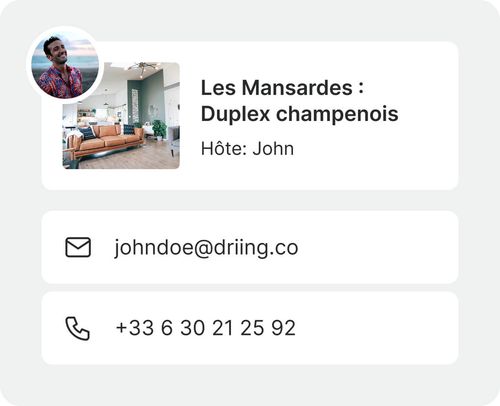 Les Mansardes :
Duplex champenois
Hôte: John
johndoe@driing.co
+33 6 30 21 25 92